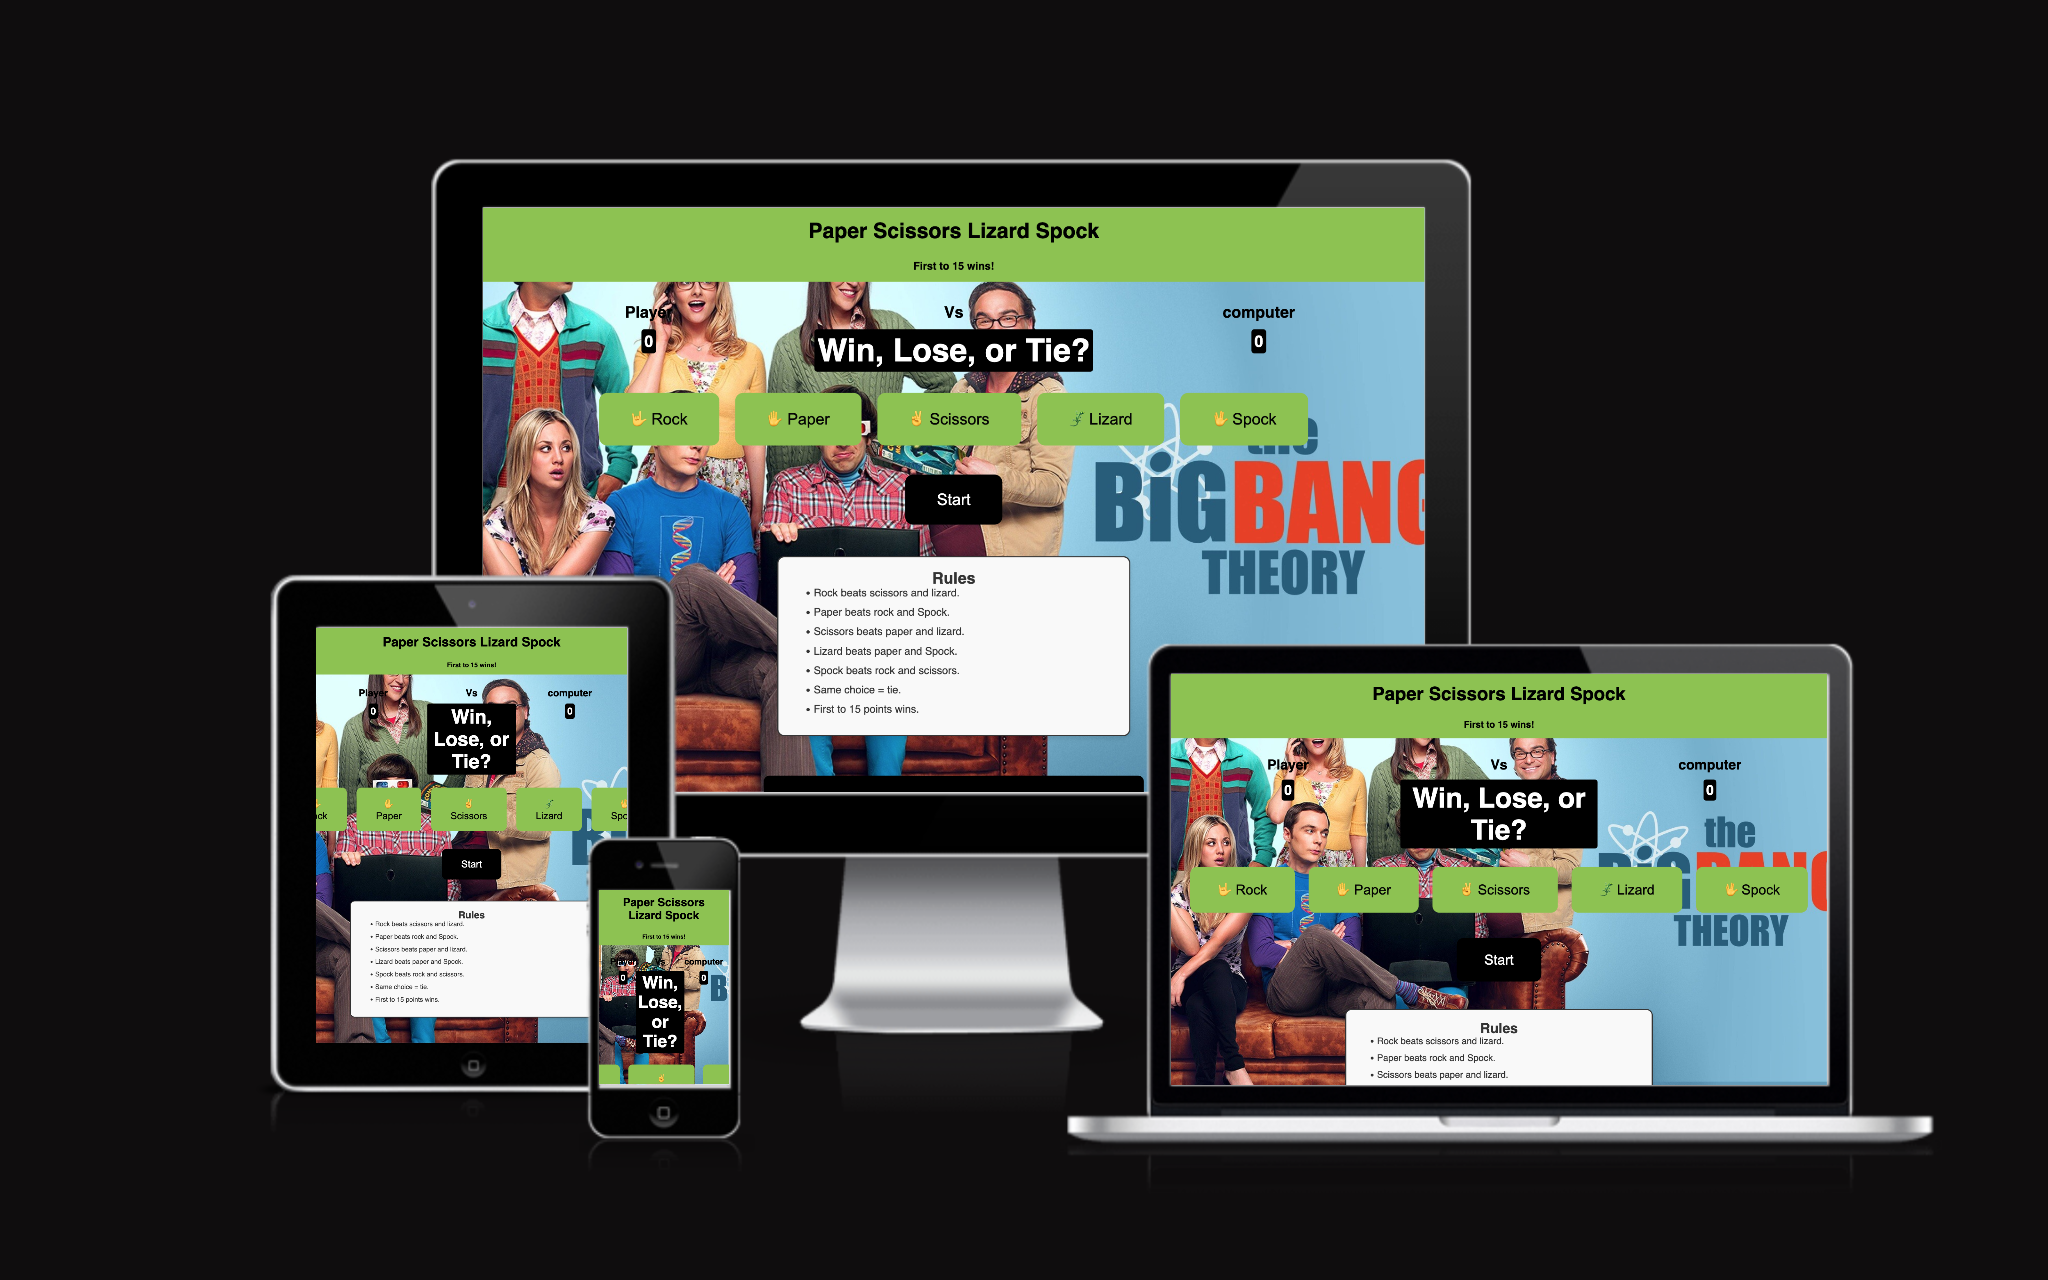 Paper Scissors Lizard Spock
First to 15 wins!
Player
Vs
computer
0
Win, Lose, or Tie?
0
Rock
Paper
Scissors
Lizard
Spock
the
BiGBANG
THEORY
Start
Rules
• Rock beats scissors and lizard.
• Paper beats rock and Spock.
• Scissors beats paper and lizard.
• Lizard beats paper and Spock.
• Spock beats rock and scissors.
• Same choice = tie.
• First to 15 points wins.
Paper Scissors Lizard Spock
First to 15 wins!
Player
Vs
computer
0
Win,
Lose, or
Tie?
0
ck
Paper
Scissors
Lizard
Spo
Start
Rules
• Rock beats scissors and lizard.
• Paper beats rock and Spock.
• Scissors beats paper and lizard.
• Lizard beats paper and Spock.
• Spock beats rock and scissors.
• Same choice = tie.
• First to 15 points wins.
Paper Scissors
Lizard Spock
First to 15 wins!
Player
Vs
computer
0
Win,
Lose,
or
Tie?
0
B
Paper Scissors Lizard Spock
First to 15 wins!
Player
Vs
computer
0
Win, Lose, or
Tie?
0
the
BiGBANG
THEORY
Rock
Paper
Scissors
Lizard
Spock
Start
Rules
• Rock beats scissors and lizard.
• Paper beats rock and Spock.
• Scissors beats paper and lizard.